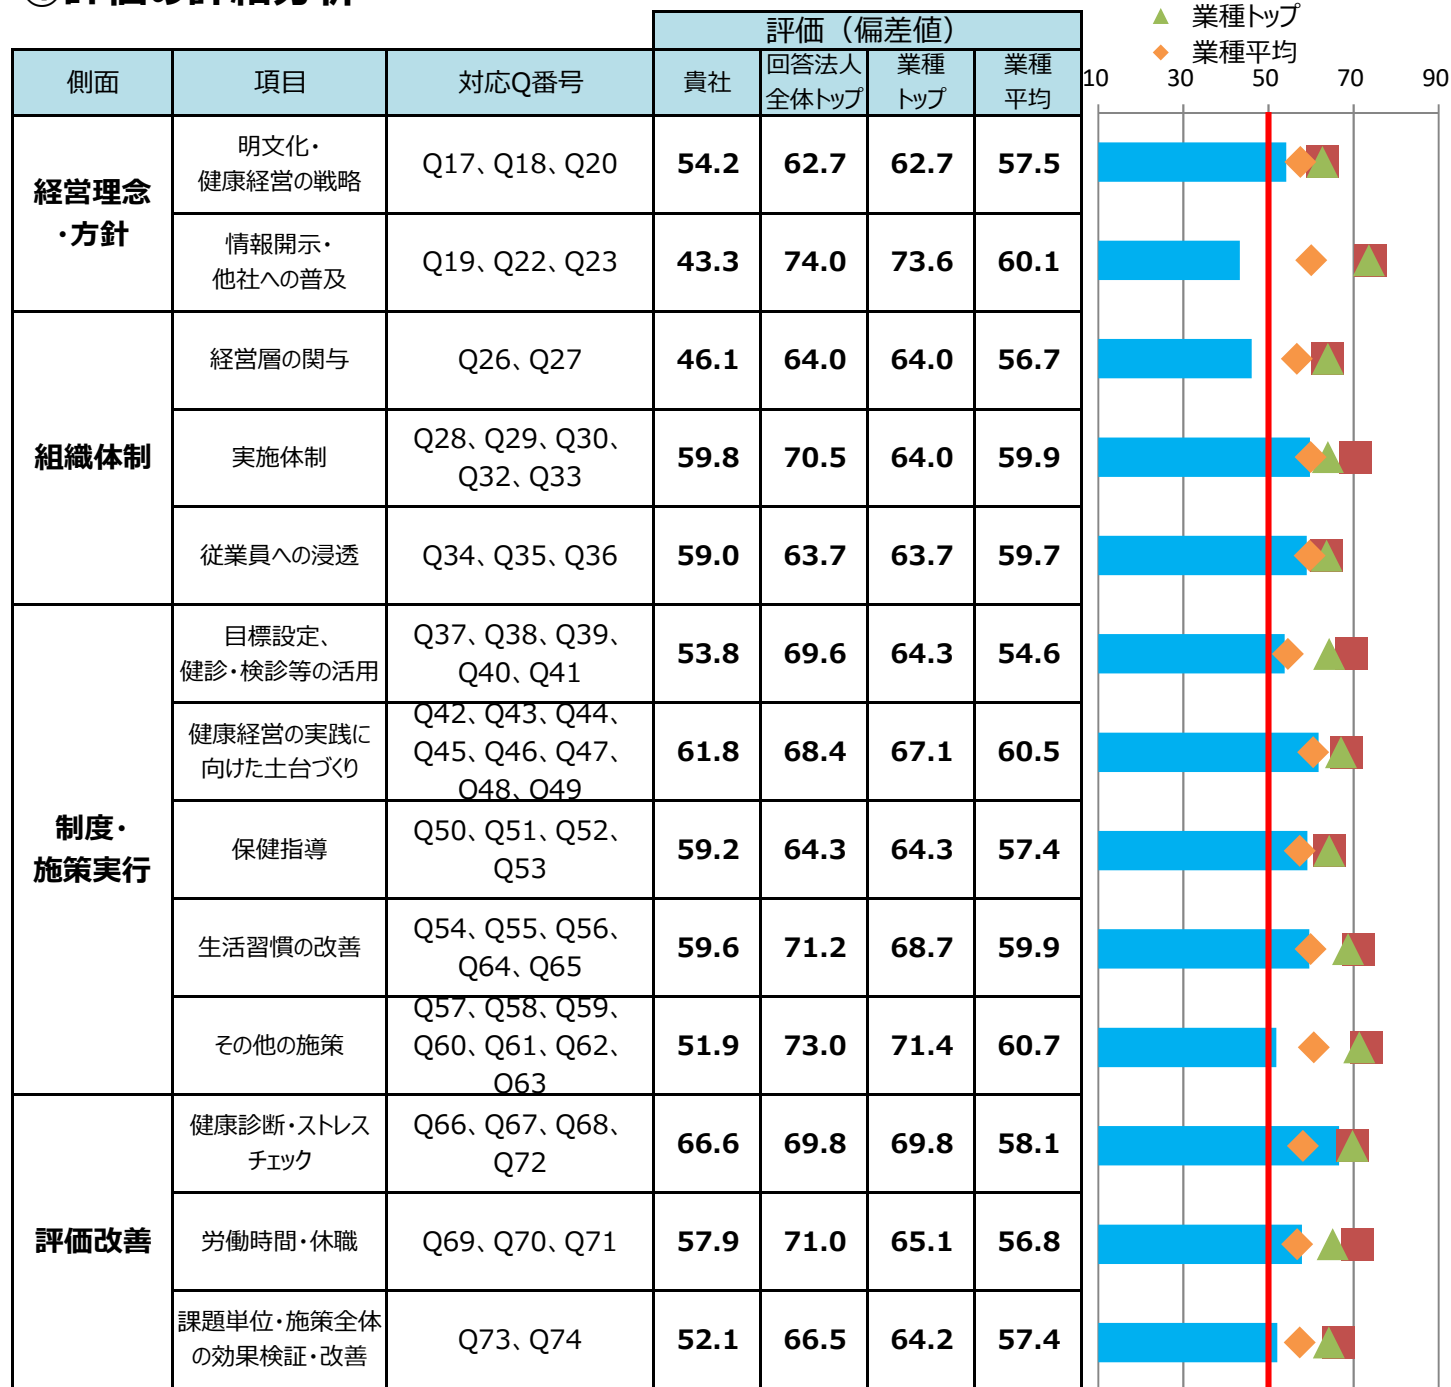 ①評価の詳細分析
▲ 業種トップ
◆ 業種平均
評価（偏差値）
側面 項目 対応Q番号 貴社 回答法人 業種 業種
全体トップ トップ 平均
10 30 50 70 90
明文化・
健康経営の戦略
Q17、Q18、Q20 54.2 62.7 62.7 57.5
経営理念
・方針
情報開示・
他社への普及
Q19、Q22、Q23 43.3 74.0 73.6 60.1
経営層の関与 Q26、Q27 46.1 64.0 64.0 56.7
組織体制
実施体制
Q28、Q29、Q30、
Q32、Q33
59.8 70.5 64.0 59.9
従業員への浸透 Q34、Q35、Q36 59.0 63.7 63.7 59.7
目標設定、
健診・検診等の活用
Q37、Q38、Q39、
Q40、Q41
53.8 69.6 64.3 54.6
健康経営の実践に
向けた土台づくり
Q42、Q43、Q44、
Q45、Q46、Q47、
Q48、Q49
61.8 68.4 67.1 60.5
制度・
施策実行
保健指導
Q50、Q51、Q52、
Q53
59.2 64.3 64.3 57.4
生活習慣の改善
Q54、Q55、Q56、
Q64、Q65
59.6 71.2 68.7 59.9
その他の施策
Q57、Q58、Q59、
Q60、Q61、Q62、
Q63
51.9 73.0 71.4 60.7
健康診断・ストレス
チェック
Q66、Q67、Q68、
Q72
66.6 69.8 69.8 58.1
評価改善
労働時間・休職 Q69、Q70、Q71 57.9 71.0 65.1 56.8
課題単位・施策全体
の効果検証・改善
Q73、Q74 52.1 66.5 64.2 57.4